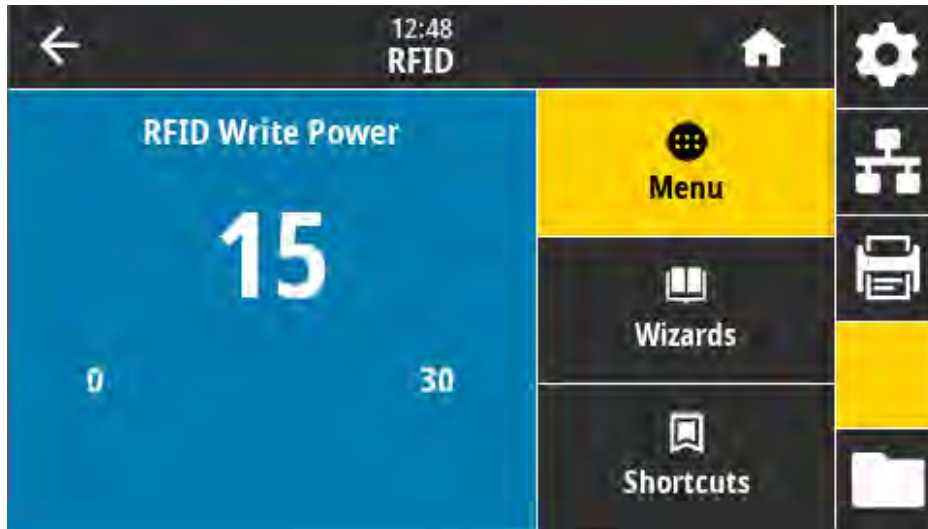 12:48
RFID
RFID Write Power
15
0
30
Menu
Wizards
Shortcuts